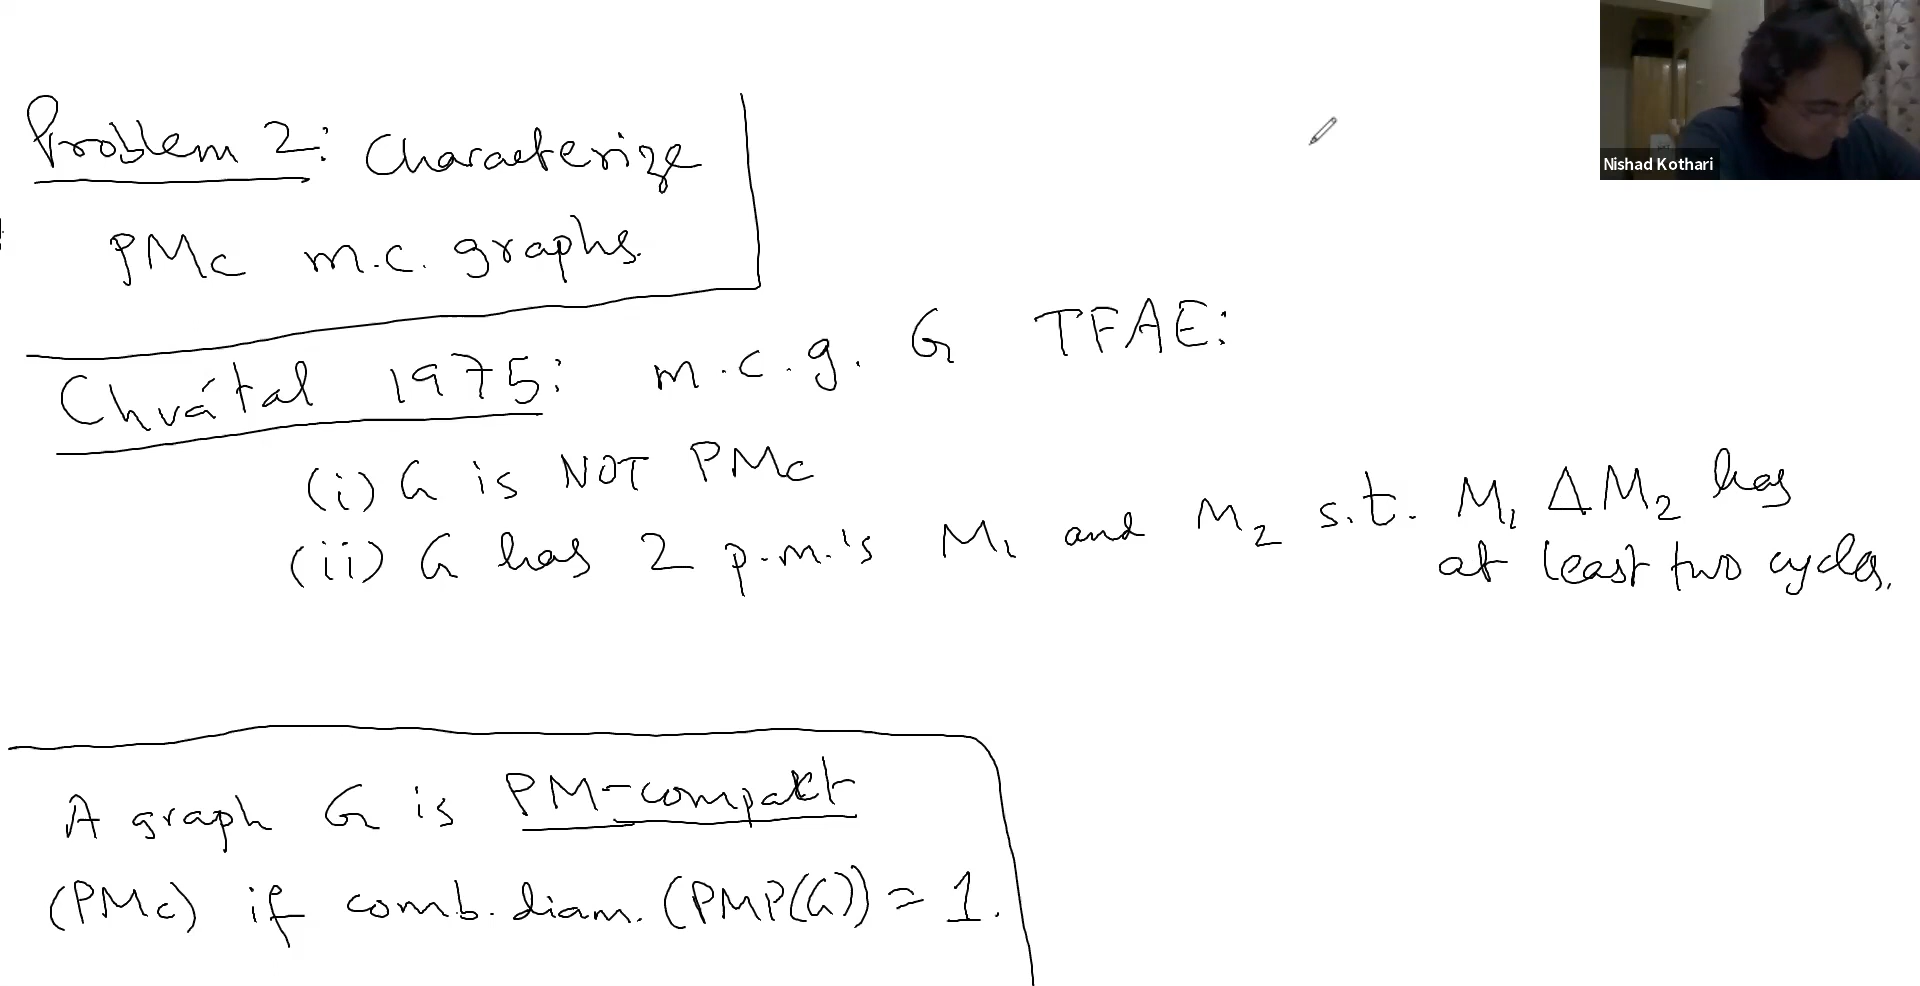 Problem 2: Characterize
PMc m.c. graphs.
Chvátal 1975: m.c.g. G TFAE:
(i) G is NOT PMc
(ii) G has 2 p.m.'s M₁ and M₂ s.t. M₁ Δ M₂ has
at least two cycles.
A graph G is PM-compakt
(PMc) if comb. diam. (PMP(G)) = 1.
Nishad Kothari